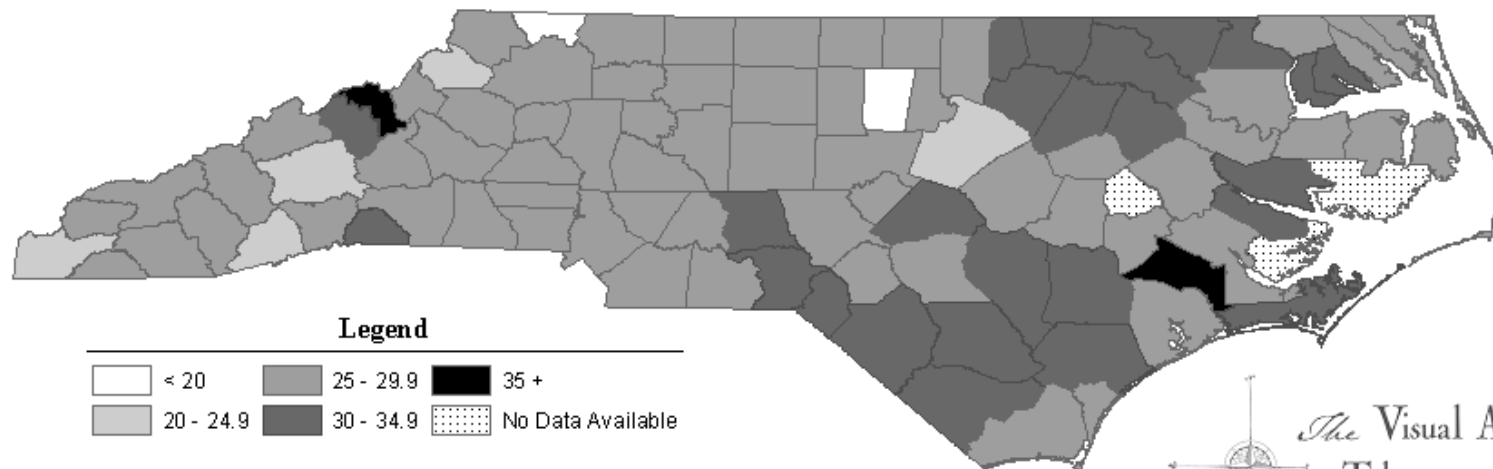 Legend
< 20 25 - 29.9 35 +
20 - 24.9 30 - 34.9 No Data Available
The Visual